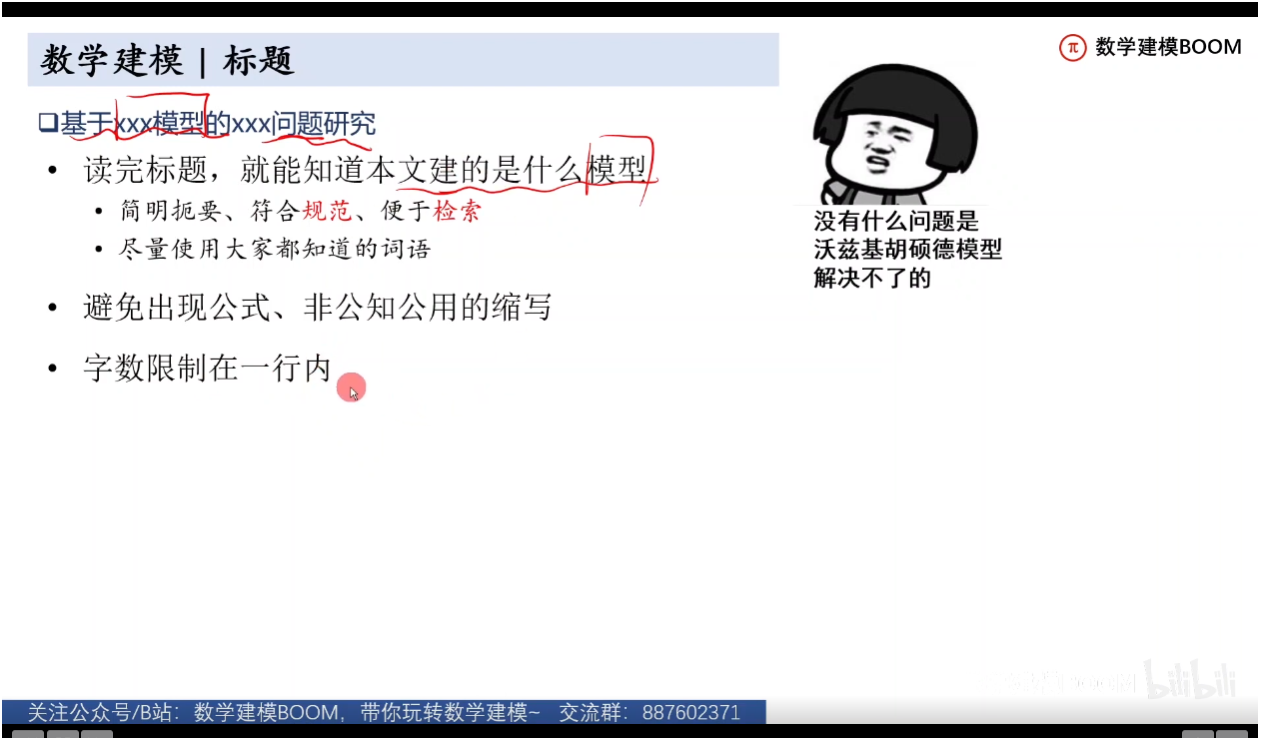 数学建模 | 标题
π 数学建模BOOM
基于xxx模型的xxx问题研究
• 读完标题，就能知道本文建的是什么模型
• 简明扼要、符合规范、便于检索
• 尽量使用大家都知道的词语
• 避免出现公式、非公知公用的缩写
• 字数限制在一行内
没有什么问题是
沃兹基胡硕德模型
解决不了的
bilibili
关注公众号/B站：数学建模BOOM，带你玩转数学建模~ 交流群：887602371